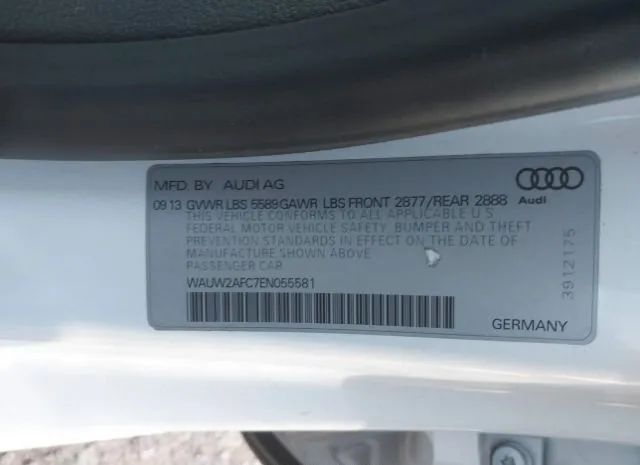 MFD. BY AUDI AG
Audi
09 13 GVWR LBS 5589 GAWR LBS FRONT 2877/REAR 2888
THIS VEHICLE CONFORMS TO ALL APPLICABLE U S
FEDERAL MOTOR VEHICLE SAFETY, BUMPER AND THEFT
PREVENTION STANDARDS IN EFFECT ON THE DATE OF
MANUFACTURE SHOWN ABOVE
PASSENGER CAR
WAUW2AFC7EN055581
GERMANY
3912175